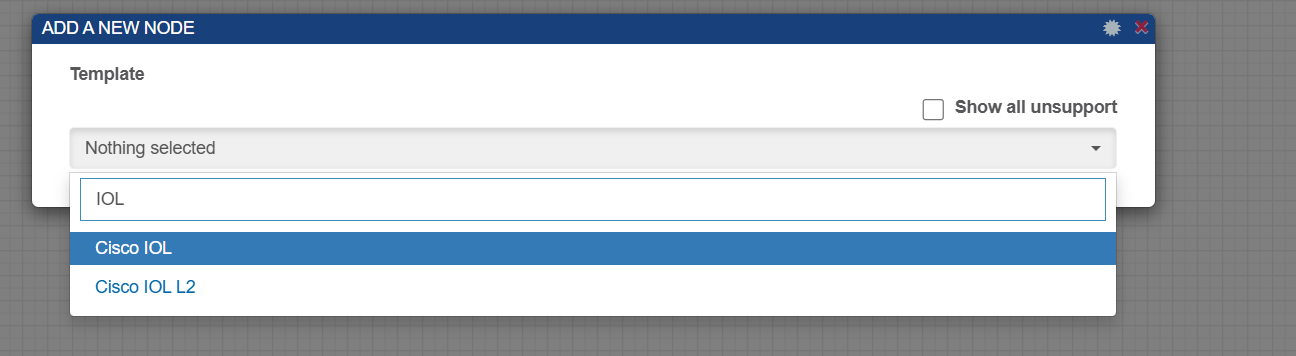 ADD A NEW NODE
Template
Show all unsupport
Nothing selected
IOL
Cisco IOL
Cisco IOL L2